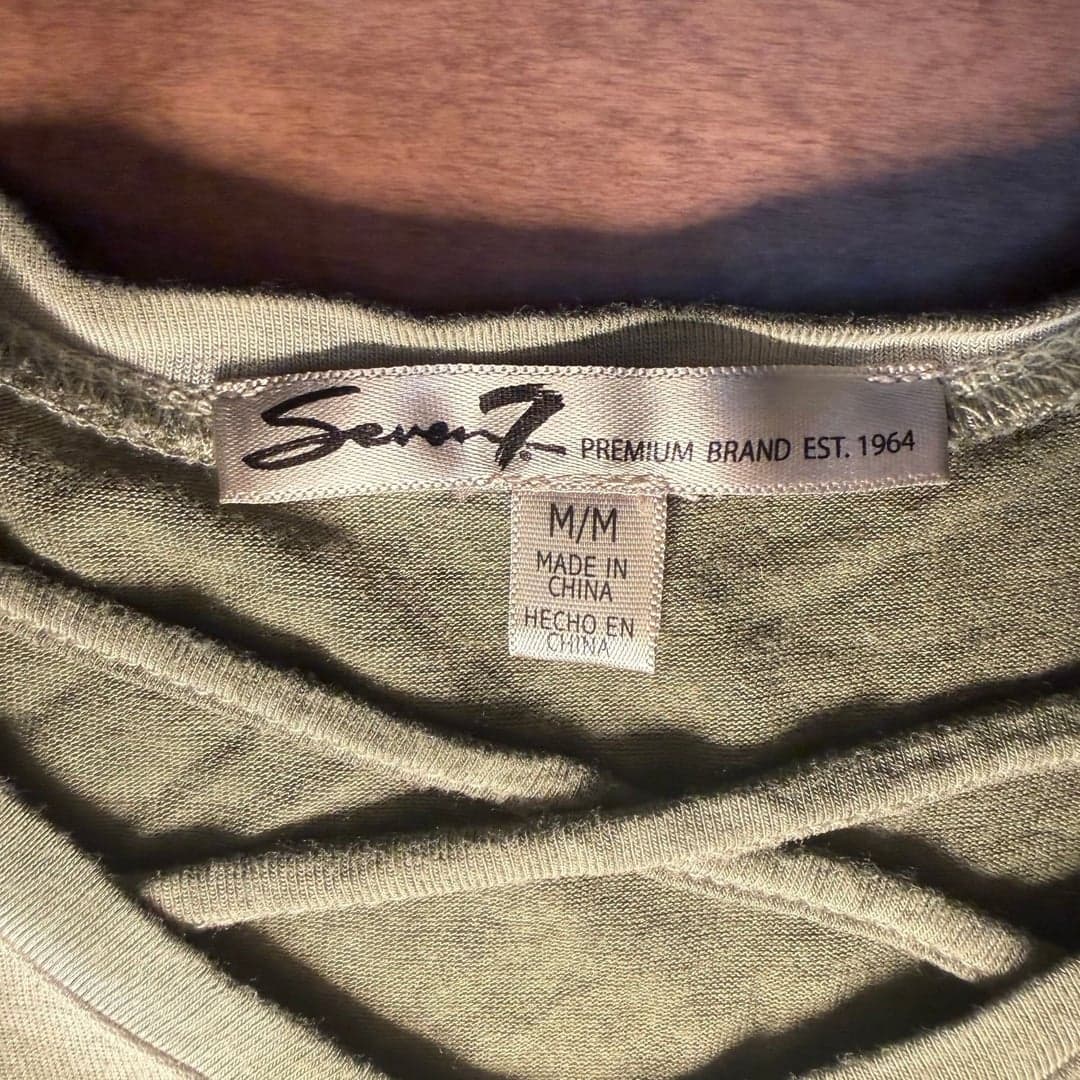 Seven7. PREMIUM BRAND EST. 1964
M/M
MADE IN
CHINA
HECHO EN
CHINA